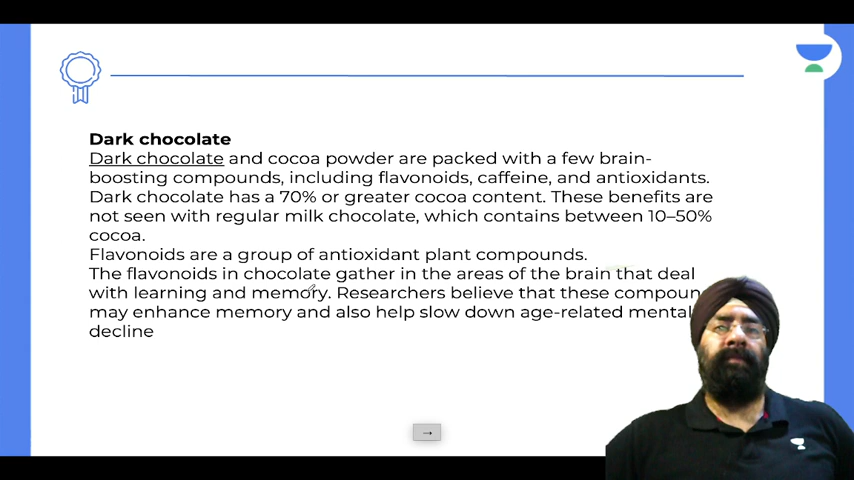 Dark chocolate
Dark chocolate and cocoa powder are packed with a few brain-
boosting compounds, including flavonoids, caffeine, and antioxidants.
Dark chocolate has a 70% or greater cocoa content. These benefits are
not seen with regular milk chocolate, which contains between 10–50%
cocoa.
Flavonoids are a group of antioxidant plant compounds.
The flavonoids in chocolate gather in the areas of the brain that deal
with learning and memory. Researchers believe that these compoun
may enhance memory and also help slow down age-related mental
decline
→